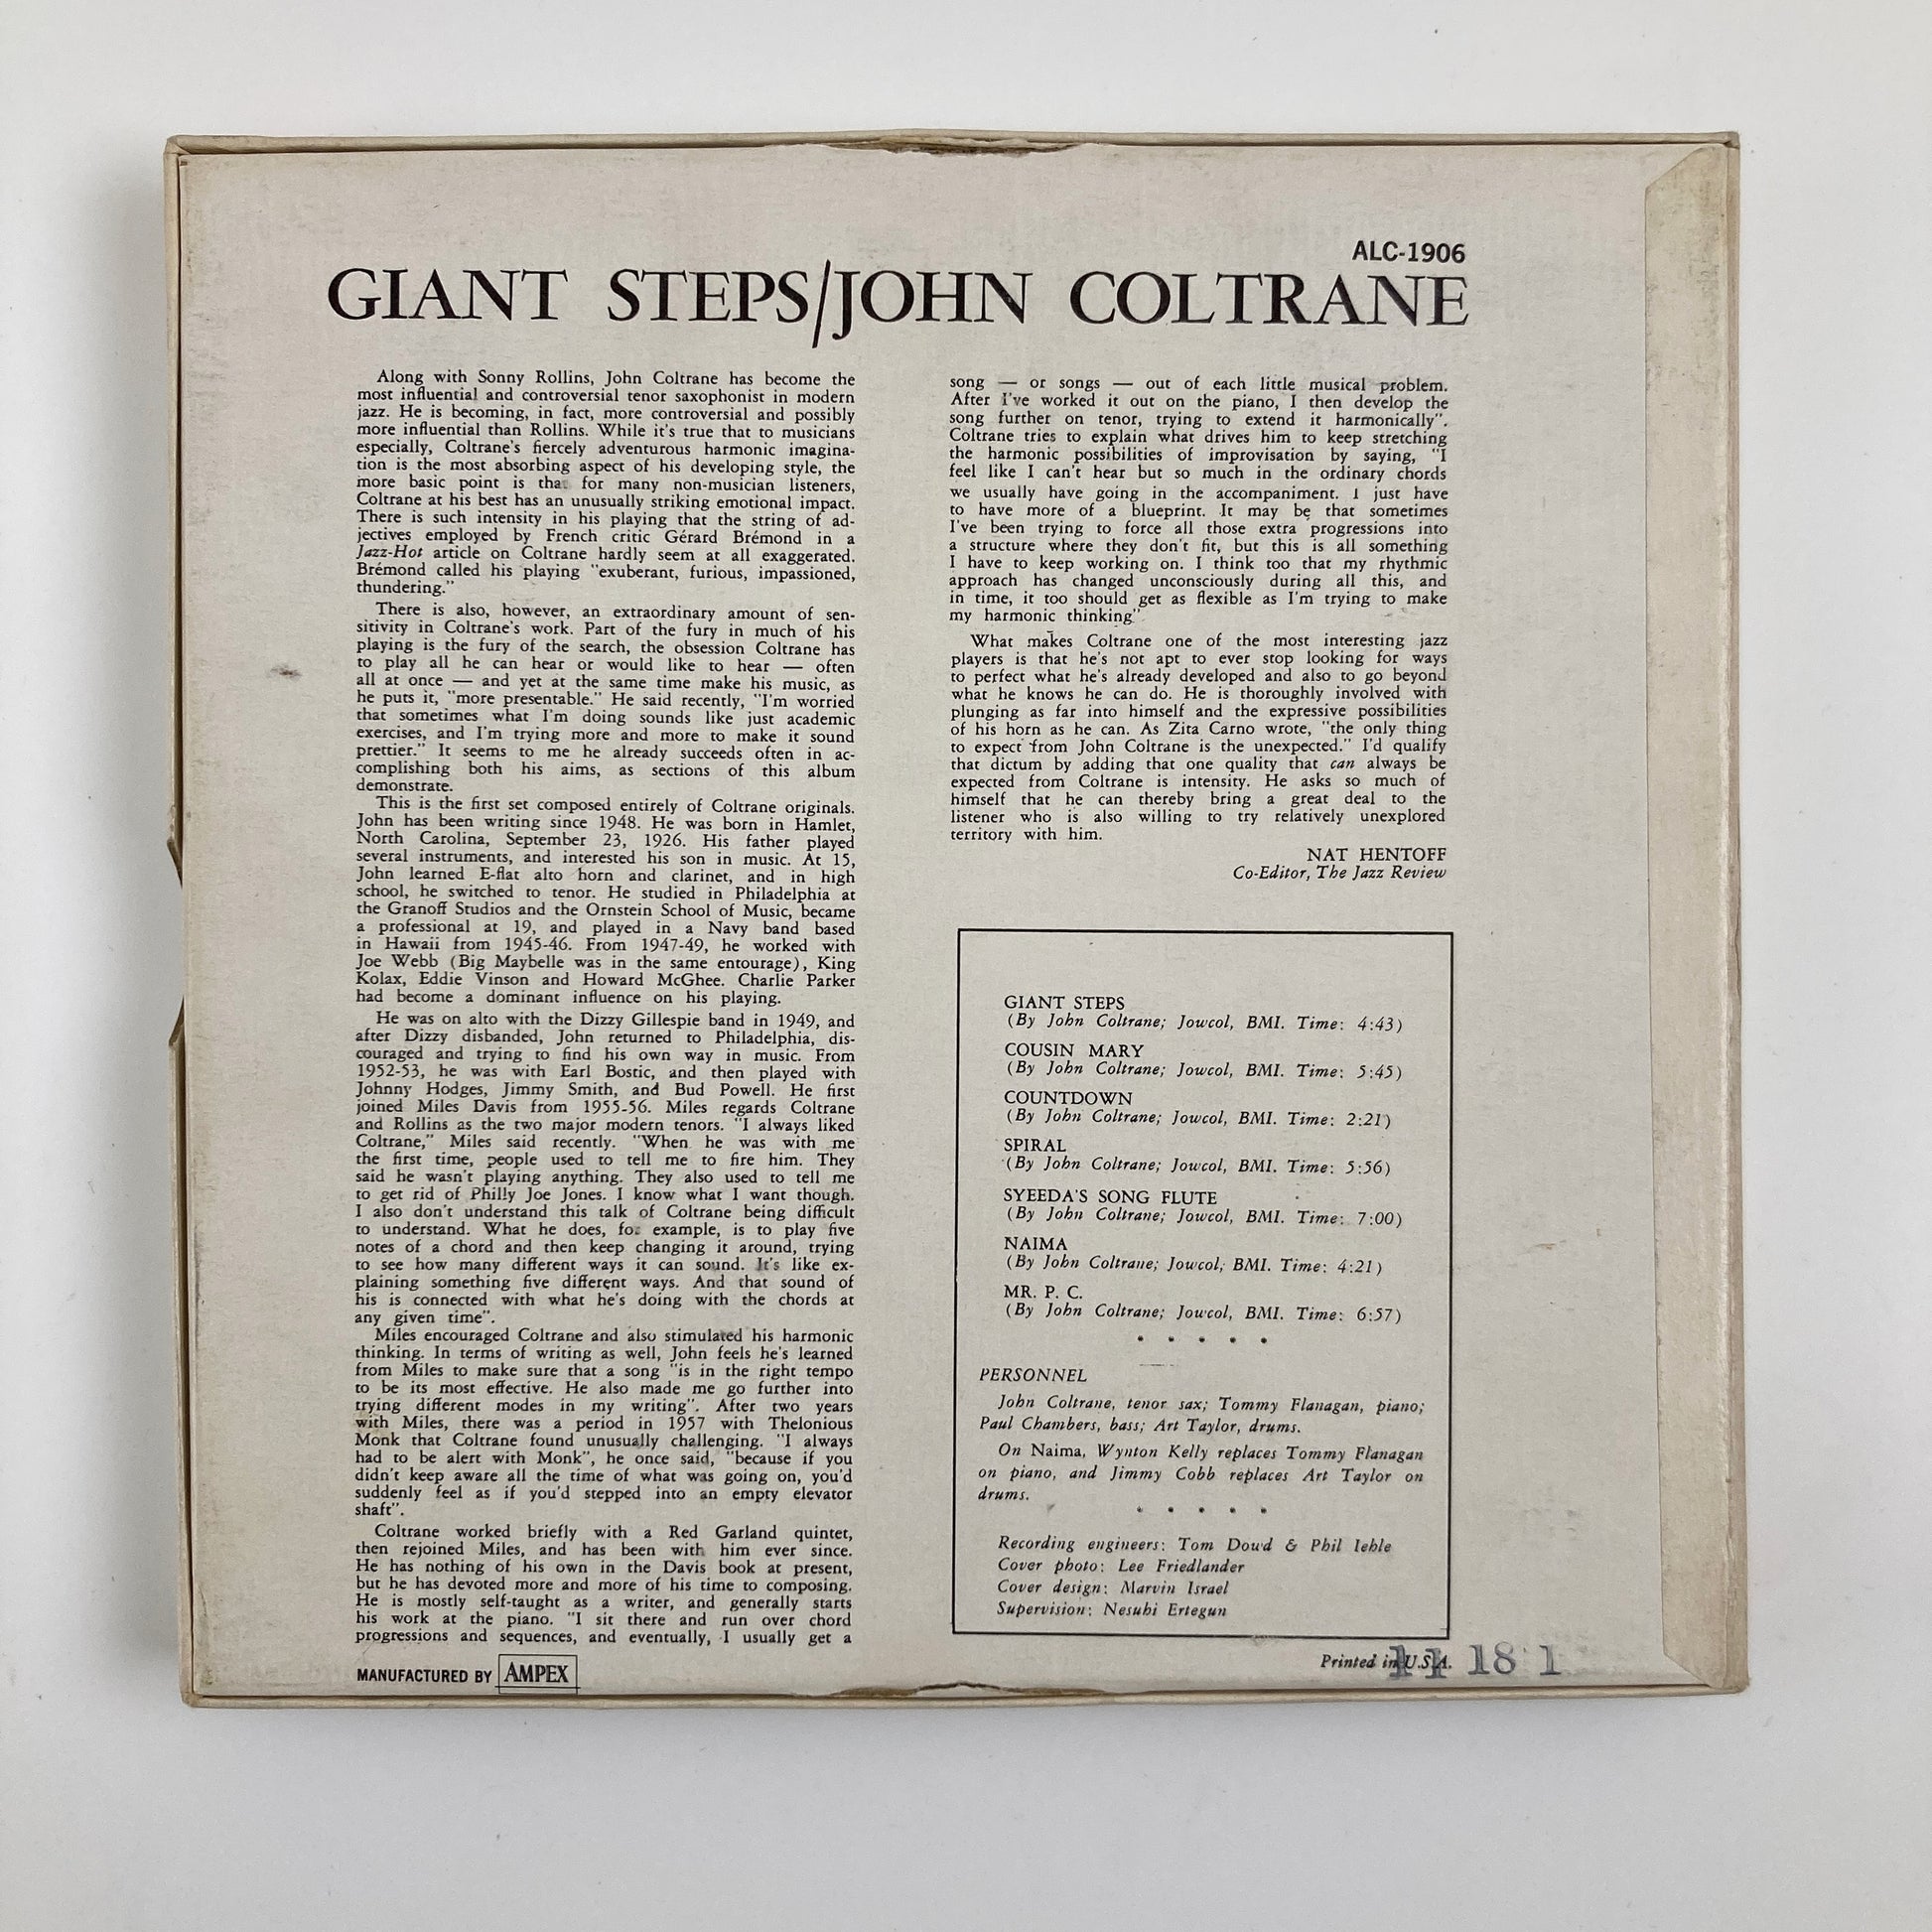 ALC-1906
GIANT STEPS/JOHN COLTRANE
Along with Sonny Rollins, John Coltrane has become the
most influential and controversial tenor saxophonist in modern
jazz. He is becoming, in fact, more controversial and possibly
more influential than Rollins. While it's true that to musicians
especially, Coltrane's fiercely adventurous harmonic imagina-
tion is the most absorbing aspect of his developing style, the
more basic point is that for many non-musician listeners,
Coltrane at his best has an unusually striking emotional impact.
There is such intensity in his playing that the string of ad-
jectives employed by French critic Gérard Brémond in a
Jazz-Hot article on Coltrane hardly seem at all exaggerated.
Brémond called his playing "exuberant, furious, impassioned,
thundering."
There is also, however, an extraordinary amount of sen-
sitivity in Coltrane's work. Part of the fury in much of his
playing is the fury of the search, the obsession Coltrane has
to play all he can hear or would like to hear — often
all at once — and yet at the same time make his music, as
he puts it, "more presentable." He said recently, "I'm worried
that sometimes what I'm doing sounds like just academic
exercises, and I'm trying more and more to make it sound
prettier." It seems to me he already succeeds often in ac-
complishing both his aims, as sections of this album
demonstrate.
This is the first set composed entirely of Coltrane originals.
John has been writing since 1948. He was born in Hamlet,
North Carolina, September 23, 1926. His father played
several instruments, and interested his son in music. At 15,
John learned E-flat alto horn and clarinet, and in high
school, he switched to tenor. He studied in Philadelphia at
the Granoff Studios and the Ornstein School of Music, became
a professional at 19, and played in a Navy band based
in Hawaii from 1945-46. From 1947-49, he worked with
Joe Webb (Big Maybelle was in the same entourage), King
Kolax, Eddie Vinson and Howard McGhee. Charlie Parker
had become a dominant influence on his playing.
He was on alto with the Dizzy Gillespie band in 1949, and
after Dizzy disbanded, John returned to Philadelphia, dis-
couraged and trying to find his own way in music. From
1952-53, he was with Earl Bostic, and then played with
Johnny Hodges, Jimmy Smith, and Bud Powell. He first
joined Miles Davis from 1955-56. Miles regards Coltrane
and Rollins as the two major modern tenors. "I always liked
Coltrane," Miles said recently. "When he was with me
the first time, people used to tell me to fire him. They
said he wasn't playing anything. They also used to tell me
to get rid of Philly Joe Jones. I know what I want though.
I also don't understand this talk of Coltrane being difficult
to understand. What he does, for example, is to play five
notes of a chord and then keep changing it around, trying
to see how many different ways it can sound. It's like ex-
plaining something five different ways. And that sound of
his is connected with what he's doing with the chords at
any given time".
Miles encouraged Coltrane and also stimulated his harmonic
thinking. In terms of writing as well, John feels he's learned
from Miles to make sure that a song "is in the right tempo
to be its most effective. He also made me go further into
trying different modes in my writing". After two years
with Miles, there was a period in 1957 with Thelonious
Monk that Coltrane found unusually challenging. "I always
had to be alert with Monk", he once said, "because if you
didn't keep aware all the time of what was going on, you'd
suddenly feel as if you'd stepped into an empty elevator
shaft".
Coltrane worked briefly with a Red Garland quintet,
then rejoined Miles, and has been with him ever since.
He has nothing of his own in the Davis book at present,
but he has devoted more and more of his time to composing.
He is mostly self-taught as a writer, and generally starts
his work at the piano. "I sit there and run over chord
progressions and sequences, and eventually, I usually get a
song — or songs — out of each little musical problem.
After I've worked it out on the piano, I then develop the
song further on tenor, trying to extend it harmonically".
Coltrane tries to explain what drives him to keep stretching
the harmonic possibilities of improvisation by saying, "I
feel like I can't hear but so much in the ordinary chords
we usually have going in the accompaniment. I just have
to have more of a blueprint. It may be that sometimes
I've been trying to force all those extra progressions into
a structure where they don't fit, but this is all something
I have to keep working on. I think too that my rhythmic
approach has changed unconsciously during all this, and
in time, it too should get as flexible as I'm trying to make
my harmonic thinking"
What makes Coltrane one of the most interesting jazz
players is that he's not apt to ever stop looking for ways
to perfect what he's already developed and also to go beyond
what he knows he can do. He is thoroughly involved with
plunging as far into himself and the expressive possibilities
of his horn as he can. As Zita Carno wrote, "the only thing
to expect from John Coltrane is the unexpected." I'd qualify
that dictum by adding that one quality that can always be
expected from Coltrane is intensity. He asks so much of
himself that he can thereby bring a great deal to the
listener who is also willing to try relatively unexplored
territory with him.
NAT HENTOFF
Co-Editor, The Jazz Review
GIANT STEPS
(By John Coltrane; Jowcol, BMI. Time: 4:43)
COUSIN MARY
(By John Coltrane; Jowcol, BMI. Time: 5:45)
COUNTDOWN
(By John Coltrane; Jowcol, BMI. Time: 2:21)
SPIRAL
(By John Coltrane; Jowcol, BMI. Time: 5:56)
SYEEDA'S SONG FLUTE
(By John Coltrane; Jowcol, BMI. Time: 7:00)
NAIMA
(By John Coltrane; Jowcol, BMI. Time: 4:21)
MR. P. C.
(By John Coltrane; Jowcol, BMI. Time: 6:57)
PERSONNEL
John Coltrane, tenor sax; Tommy Flanagan, piano;
Paul Chambers, bass; Art Taylor, drums.
On Naima, Wynton Kelly replaces Tommy Flanagan
on piano, and Jimmy Cobb replaces Art Taylor on
drums.
Recording engineers: Tom Dowd & Phil Iehle
Cover photo: Lee Friedlander
Cover design: Marvin Israel
Supervision: Nesuhi Ertegun
MANUFACTURED BY AMPEX
Printed in U.S.A.
11 18 1